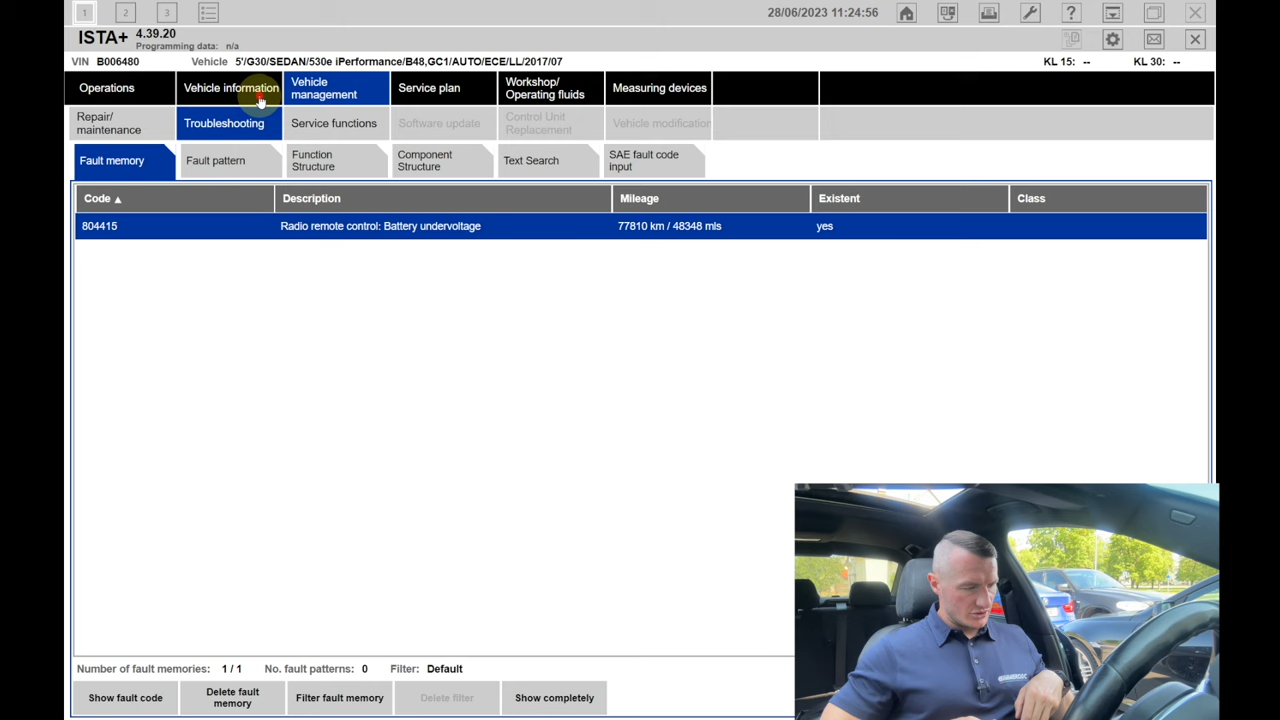 1 2 3 28/06/2023 11:24:56 ?
ISTA+ 4.39.20
Programming data: n/a
VIN B006480 Vehicle 5'/G30/SEDAN/530e iPerformance/B48,GC1/AUTO/ECE/LL/2017/07 KL 15: -- KL 30: --
Operations
Vehicle information
Vehicle
management
Service plan
Workshop/
Operating fluids
Measuring devices
Repair/
maintenance
Troubleshooting
Service functions
Software update
Control Unit
Replacement
Vehicle modification
Fault memory
Fault pattern
Function
Structure
Component
Structure
Text Search
SAE fault code
input
Code ▲ Description Mileage Existent Class
804415 Radio remote control: Battery undervoltage 77810 km / 48348 mls yes
Number of fault memories: 1 / 1 No. fault patterns: 0 Filter: Default
Show fault code
Delete fault
memory
Filter fault memory
Delete filter
Show completely